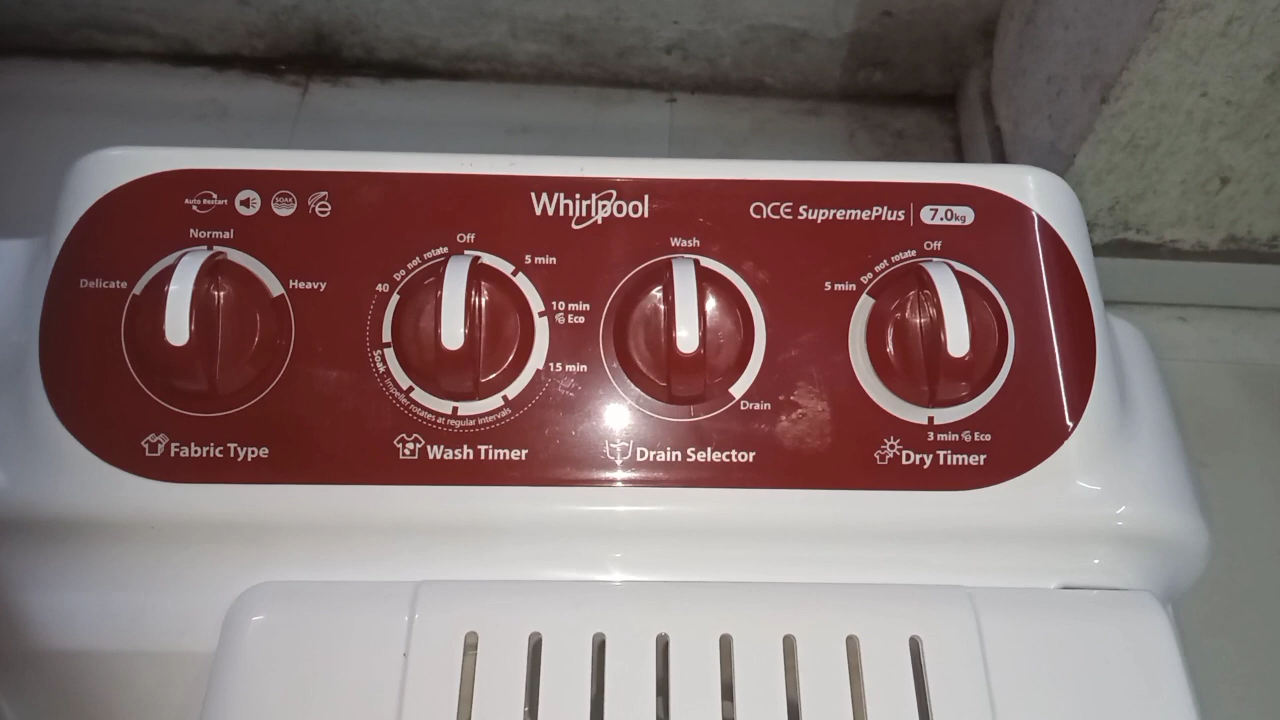 Auto Restart
SOAK
Whirlpool
ACE SupremePlus | 7.0kg
Normal
Delicate
Heavy
Fabric Type
Off
Do not rotate
5 min
40
10 min
Eco
15 min
Soak - impeller rotates at regular intervals
Wash Timer
Wash
Drain
Drain Selector
Off
Do not rotate
5 min
3 min Eco
Dry Timer